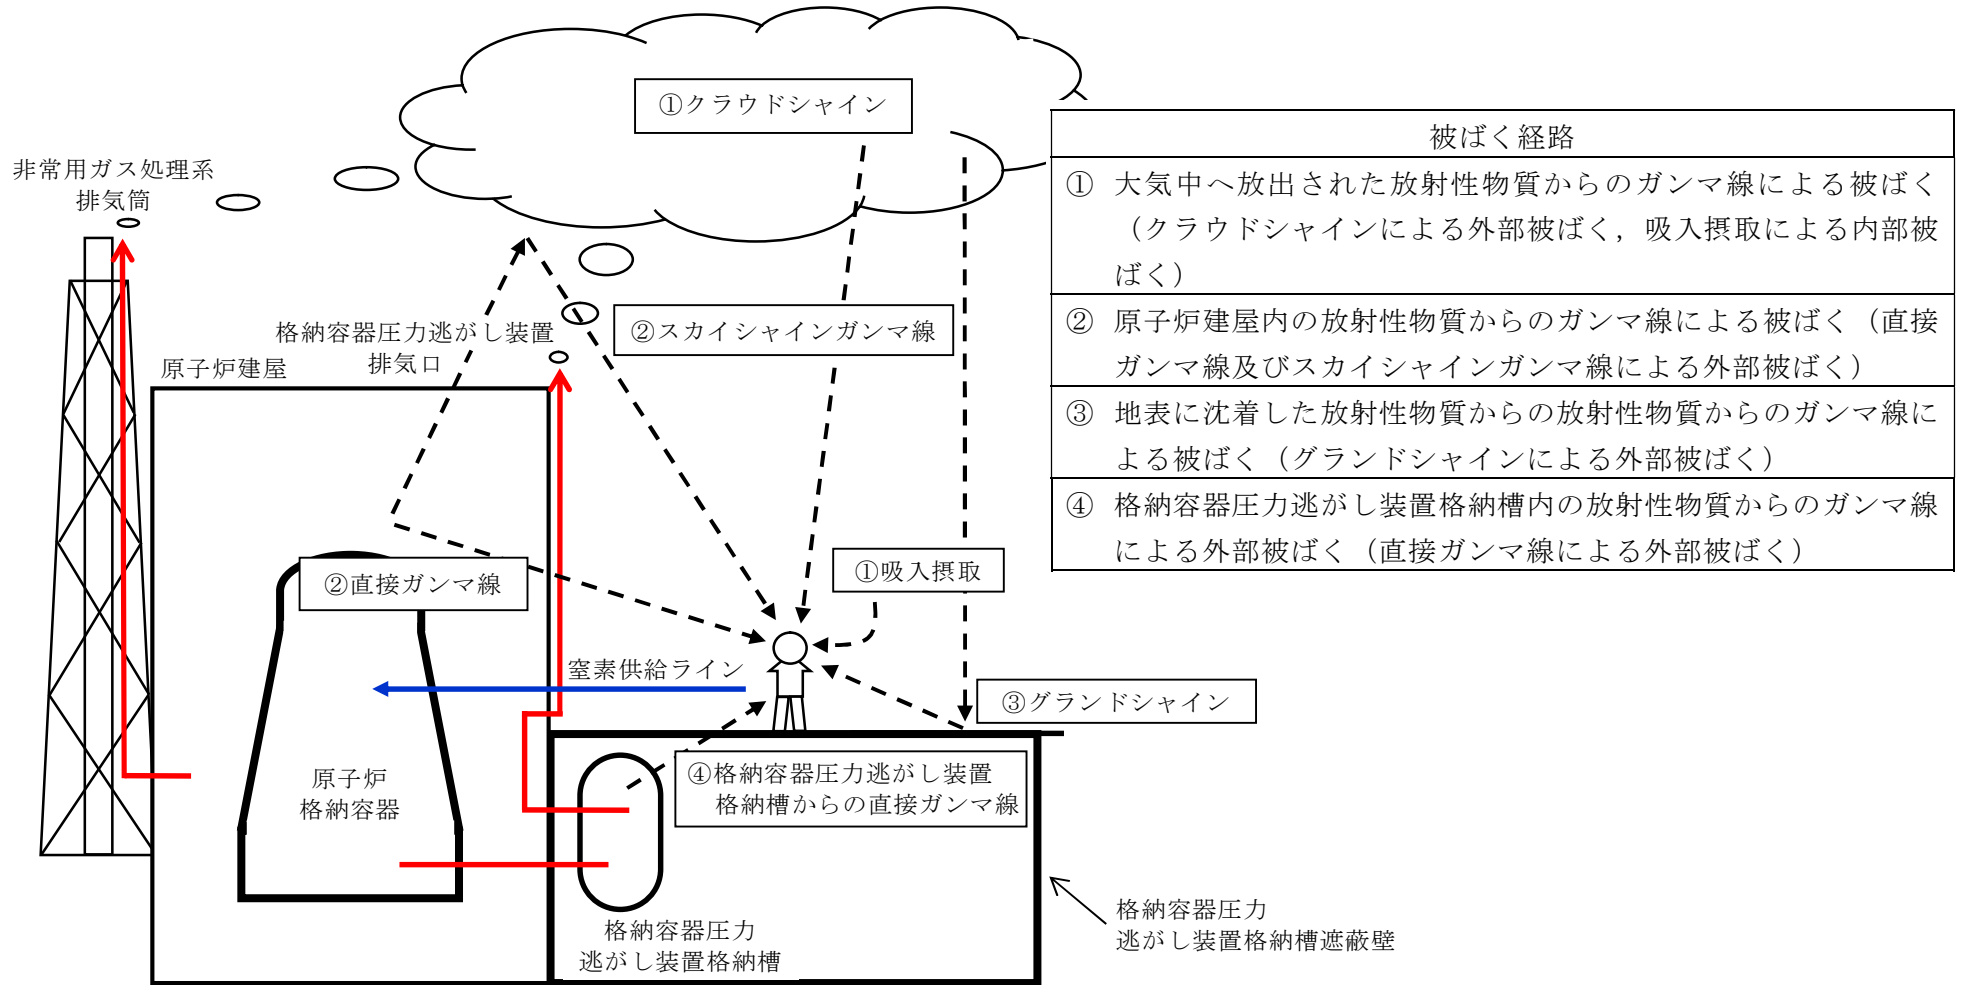 ①クラウドシャイン
非常用ガス処理系
排気筒
格納容器圧力逃がし装置
排気口
②スカイシャインガンマ線
原子炉建屋
②直接ガンマ線
①吸入摂取
窒素供給ライン
③グランドシャイン
原子炉
格納容器
④格納容器圧力逃がし装置
格納槽からの直接ガンマ線
格納容器圧力
逃がし装置格納槽
格納容器圧力
逃がし装置格納槽遮蔽壁
被ばく経路
① 大気中へ放出された放射性物質からのガンマ線による被ばく
（クラウドシャインによる外部被ばく，吸入摂取による内部被
ばく）
② 原子炉建屋内の放射性物質からのガンマ線による被ばく（直接
ガンマ線及びスカイシャインガンマ線による外部被ばく）
③ 地表に沈着した放射性物質からの放射性物質からのガンマ線に
よる被ばく（グランドシャインによる外部被ばく）
④ 格納容器圧力逃がし装置格納槽内の放射性物質からのガンマ線
による外部被ばく（直接ガンマ線による外部被ばく）